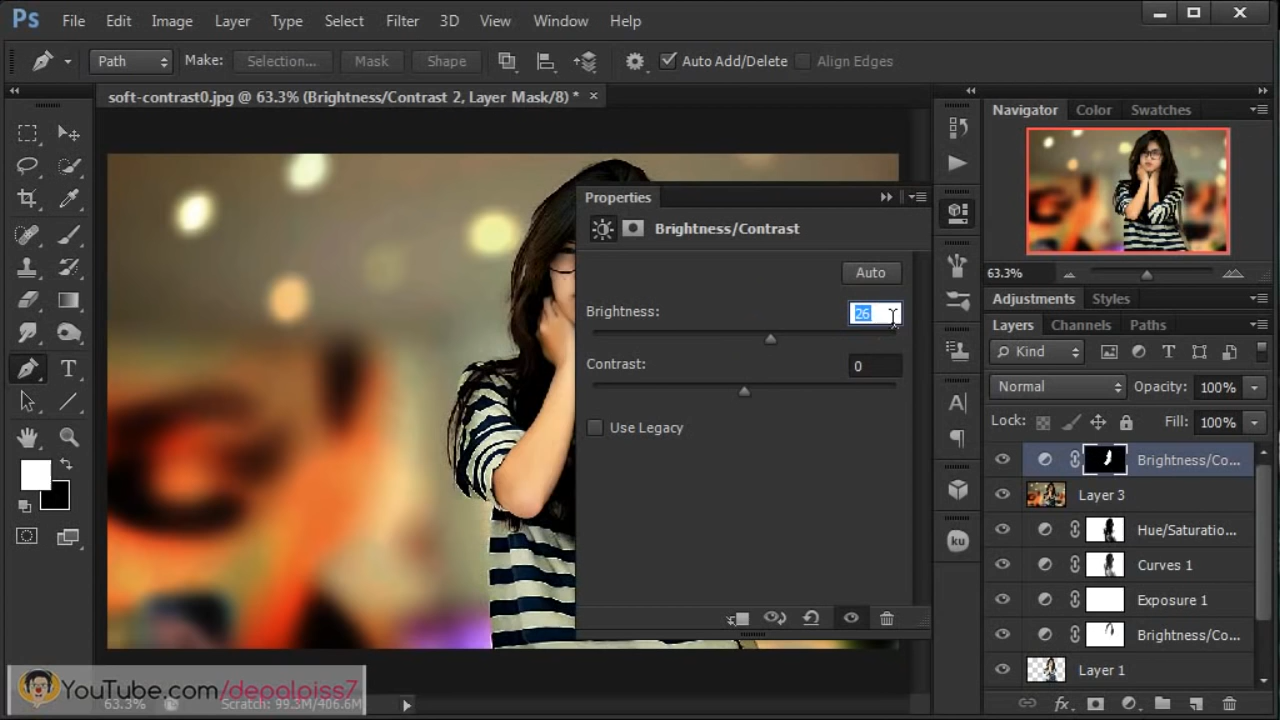 Ps File Edit Image Layer Type Select Filter 3D View Window Help
Path Make: Selection... Mask Shape Auto Add/Delete Align Edges
soft-contrast0.jpg @ 63.3% (Brightness/Contrast 2, Layer Mask/8) * ×
Navigator Color Swatches
Properties
Brightness/Contrast
Auto
63.3%
Brightness: 26
Adjustments Styles
Layers Channels Paths
Kind
Contrast: 0
Normal Opacity: 100%
Lock: Fill: 100%
Use Legacy
Brightness/Co...
Layer 3
Hue/Saturatio...
Curves 1
ku
Exposure 1
Brightness/Co...
Layer 1
YouTube.com/depalpiss7
63.3% Scratch: 99.3M/406.6M
fx